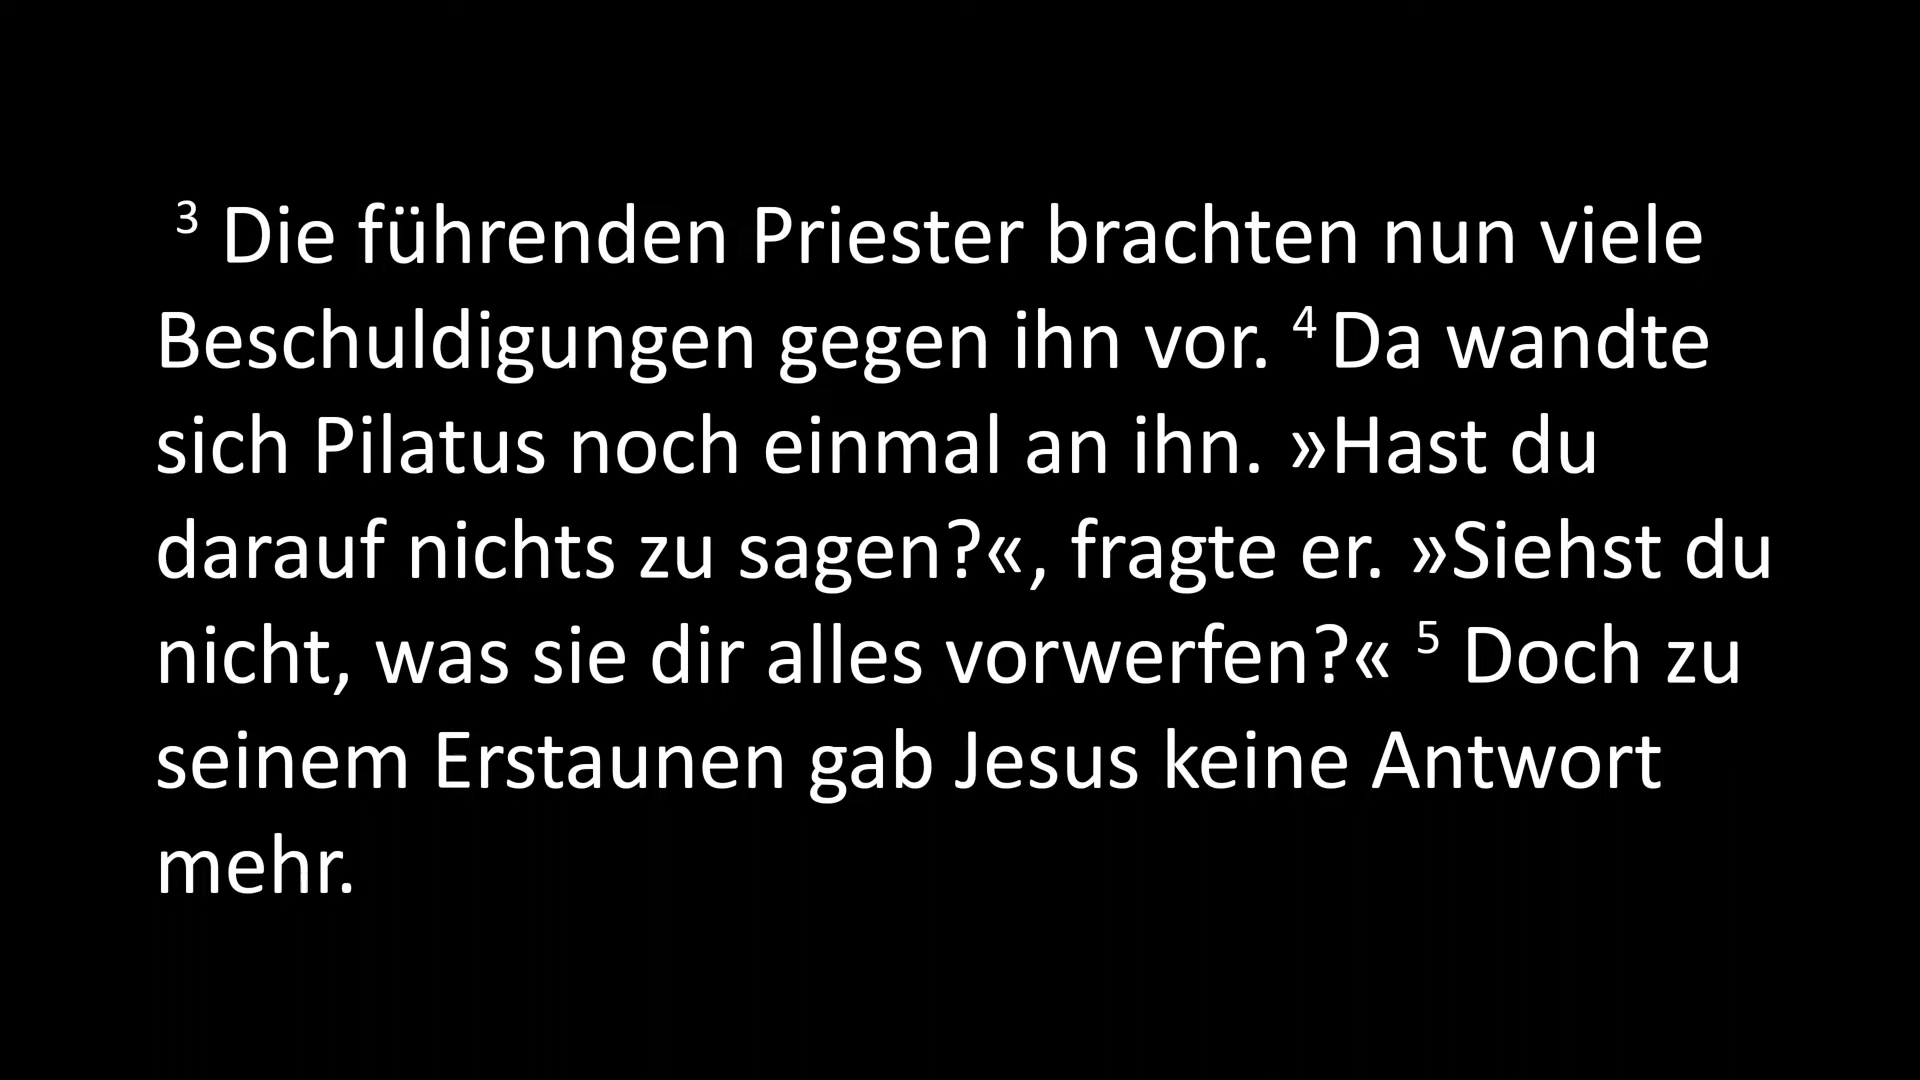 ³ Die führenden Priester brachten nun viele
Beschuldigungen gegen ihn vor. ⁴ Da wandte
sich Pilatus noch einmal an ihn. »Hast du
darauf nichts zu sagen?«, fragte er. »Siehst du
nicht, was sie dir alles vorwerfen?« ⁵ Doch zu
seinem Erstaunen gab Jesus keine Antwort
mehr.